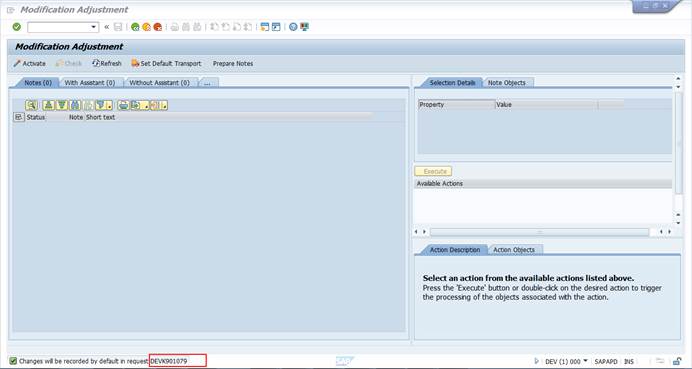 Modification Adjustment
Modification Adjustment
Activate Check Refresh Set Default Transport Prepare Notes
Notes (0) With Assistant (0) Without Assistant (0) ...
Status Note Short text
Selection Details Note Objects
Property Value
Execute
Available Actions
Action Description Action Objects
Select an action from the available actions listed above.
Press the 'Execute' button or double-click on the desired action to trigger
the processing of the objects associated with the action.
Changes will be recorded by default in request DEVK901079
SAP
DEV (1) 000 SAPAPD INS